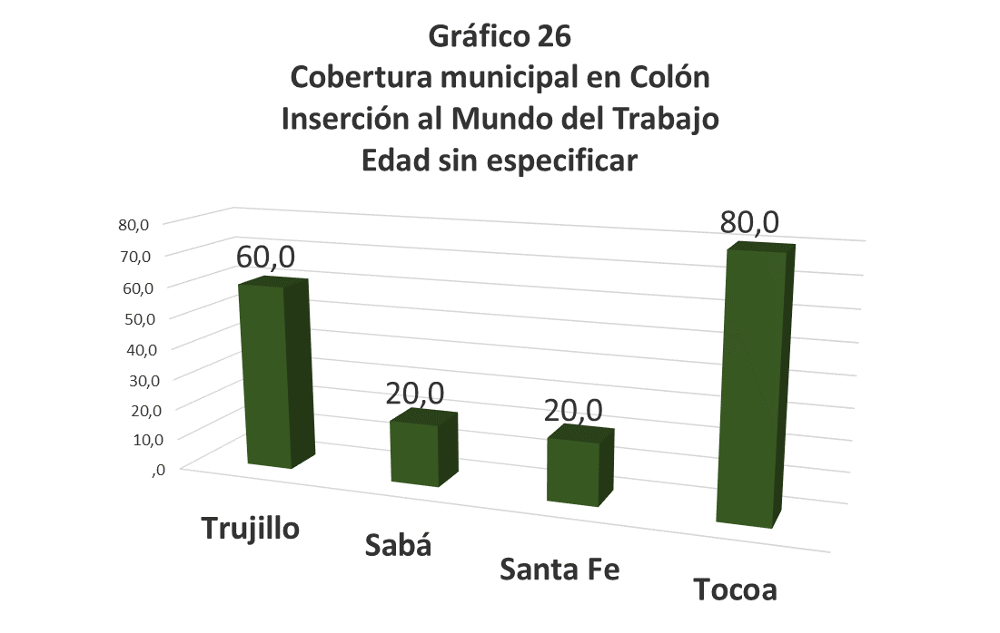 Gráfico 26
Cobertura municipal en Colón
Inserción al Mundo del Trabajo
Edad sin especificar
80,0
70,0
60,0
50,0
40,0
30,0
20,0
10,0
,0
60,0
20,0
20,0
80,0
Trujillo
Sabá
Santa Fe
Tocoa